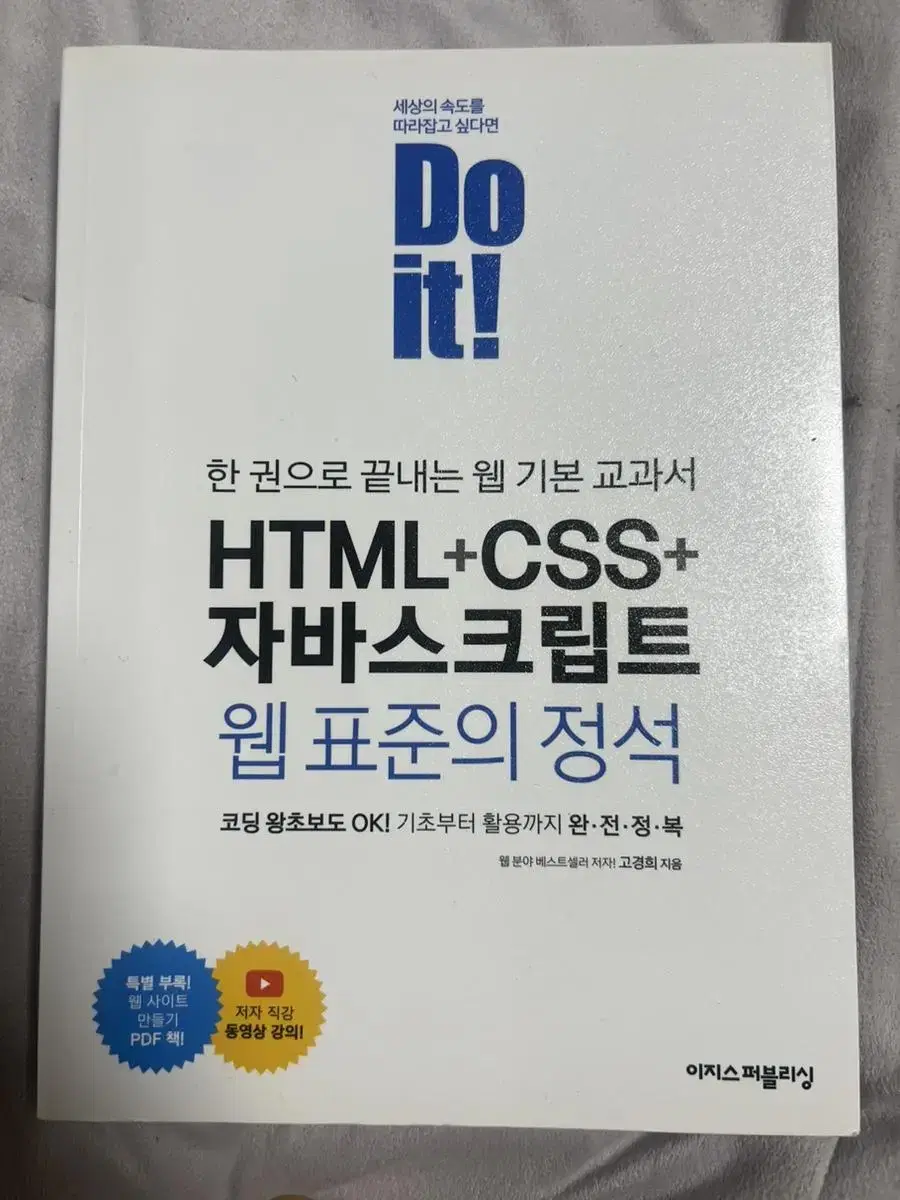 세상의 속도를
따라잡고 싶다면
Do
it!
한 권으로 끝내는 웹 기본 교과서
HTML+CSS+
자바스크립트
웹 표준의 정석
코딩 왕초보도 OK! 기초부터 활용까지 완·전·정·복
웹 분야 베스트셀러 저자! 고경희 지음
특별 부록!
웹 사이트
만들기
PDF 책!
저자 직강
동영상 강의!
이지스퍼블리싱